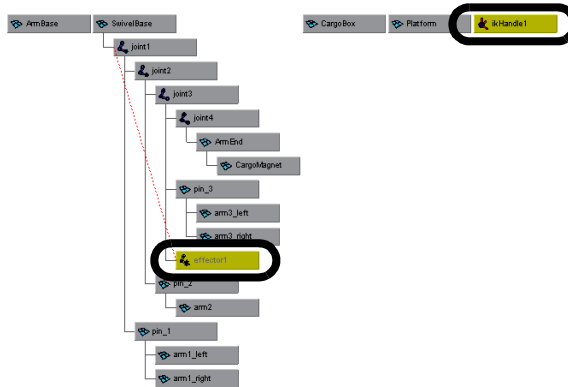 ArmBase SwivelBase CargoBox Platform ikHandle1
joint1
joint2
joint3
joint4
ArmEnd
CargoMagnet
pin_3
arm3_left
arm3_right
effector1
pin_2
arm2
pin_1
arm1_left
arm1_right